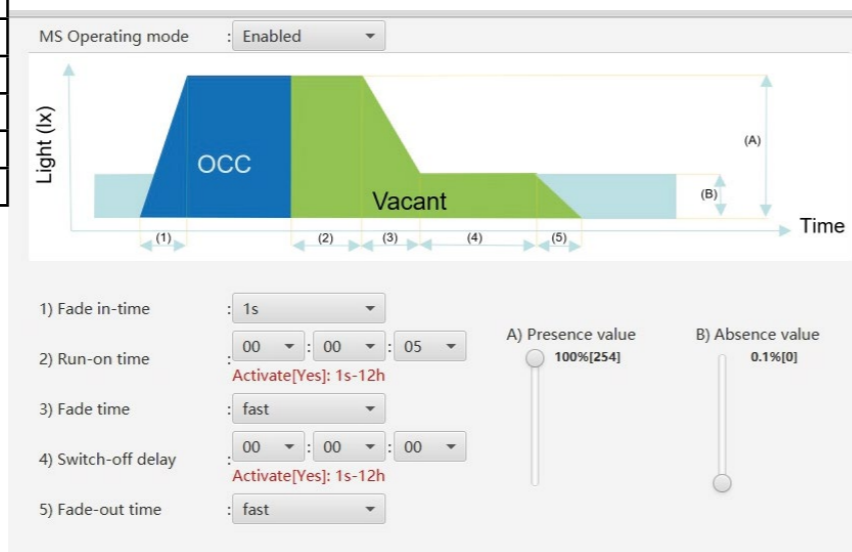 MS Operating mode : Enabled
Light (lx)
OCC
Vacant
(A)
(B)
Time
(1) (2) (3) (4) (5)
1) Fade in-time : 1s
2) Run-on time : 00 : 00 : 05
Activate[Yes]: 1s-12h
3) Fade time : fast
4) Switch-off delay : 00 : 00 : 00
Activate[Yes]: 1s-12h
5) Fade-out time : fast
A) Presence value
100%[254]
B) Absence value
0.1%[0]